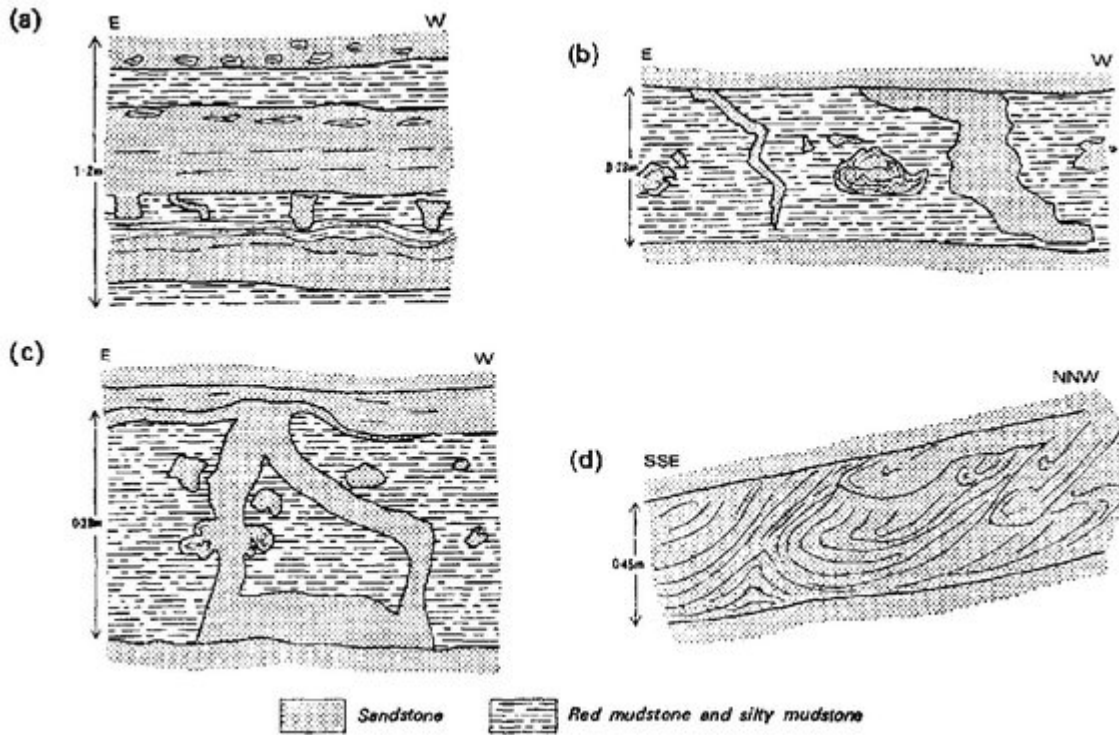 (a)
E W
1·2m
(b)
E W
(c)
E W
(d)
SSE NNW
0·45m
Sandstone
Red mudstone and silty mudstone